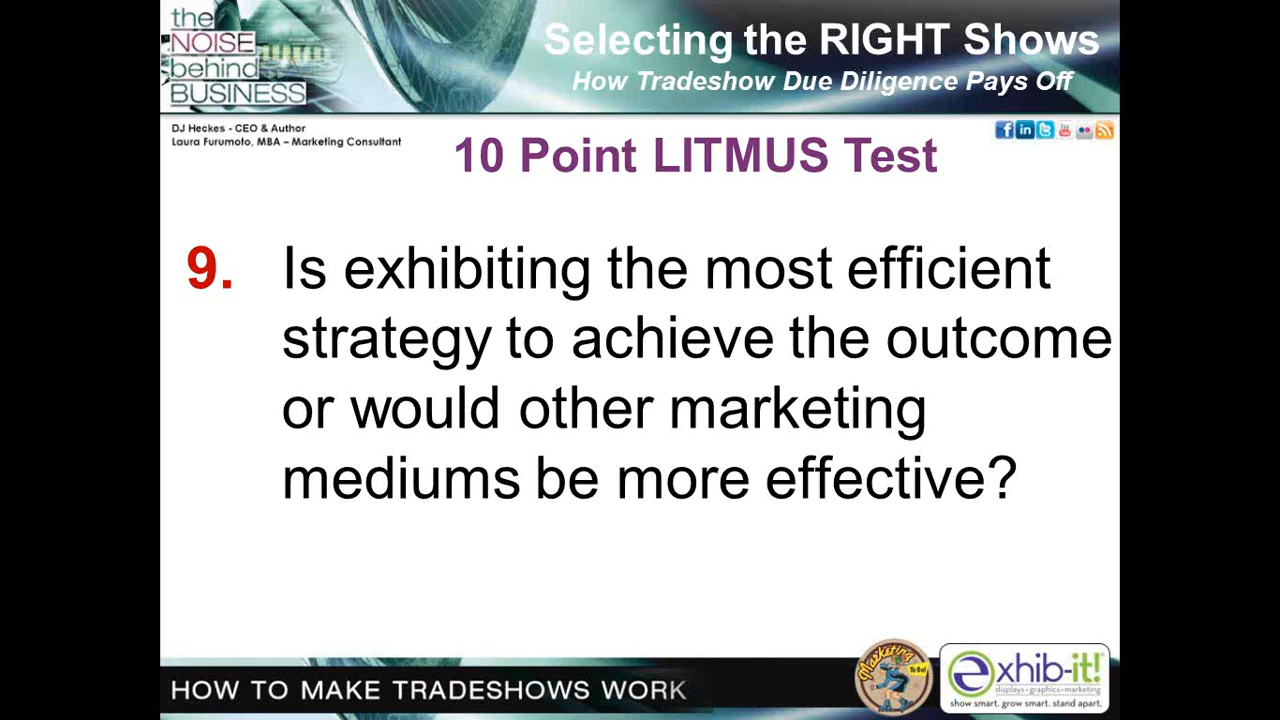 the
NOISE
behind
BUSINESS
Selecting the RIGHT Shows
How Tradeshow Due Diligence Pays Off
DJ Heckes - CEO & Author
Laura Furumoto, MBA – Marketing Consultant
10 Point LITMUS Test
9. Is exhibiting the most efficient
strategy to achieve the outcome
or would other marketing
mediums be more effective?
HOW TO MAKE TRADESHOWS WORK
Marketing
To Go!
exhib-it!
displays • graphics • marketing
show smart. grow smart. stand apart.